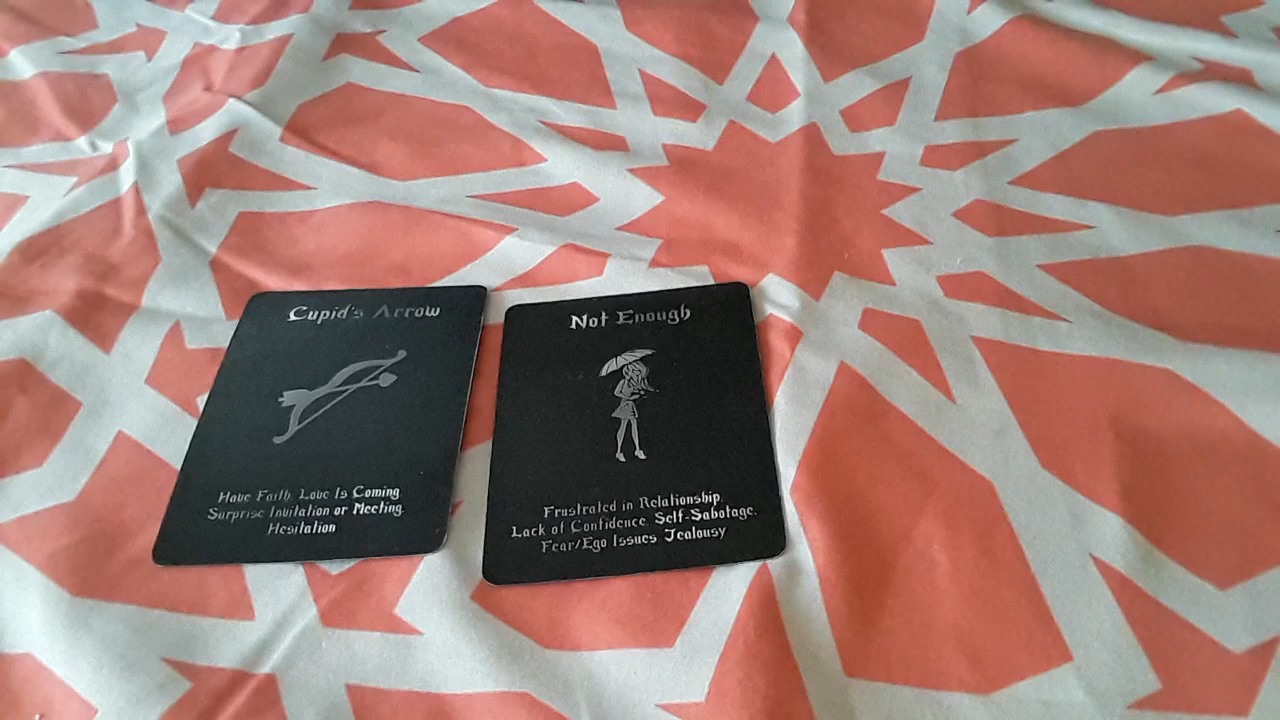 Cupid's Arrow
Have Faith. Love Is Coming
Surprise Invitation or Meeting.
Hesitation
Not Enough
Frustrated in Relationship.
Lack of Confidence. Self-Sabotage.
Fear/Ego Issues Jealousy